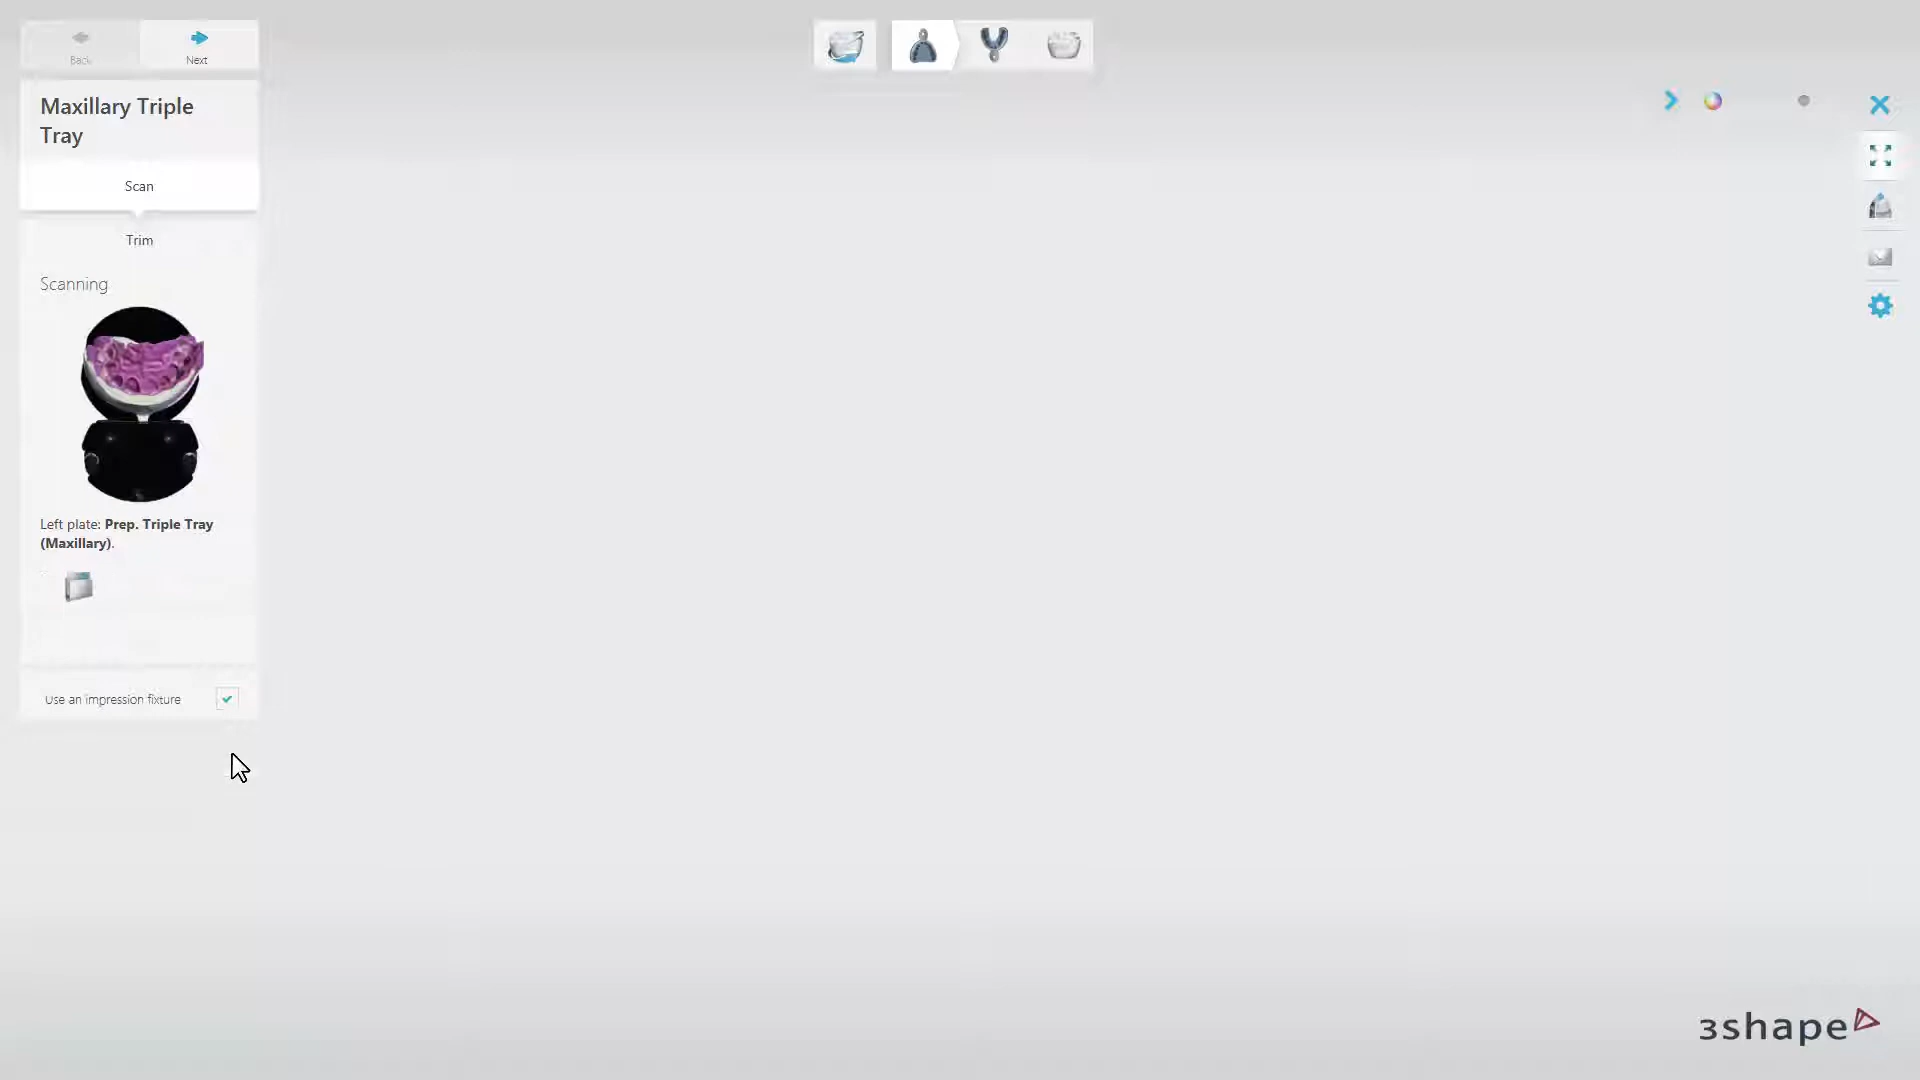 Back
Next
Maxillary Triple
Tray
Scan
Trim
Scanning
Left plate: Prep. Triple Tray
(Maxillary).
Use an impression fixture
3shape